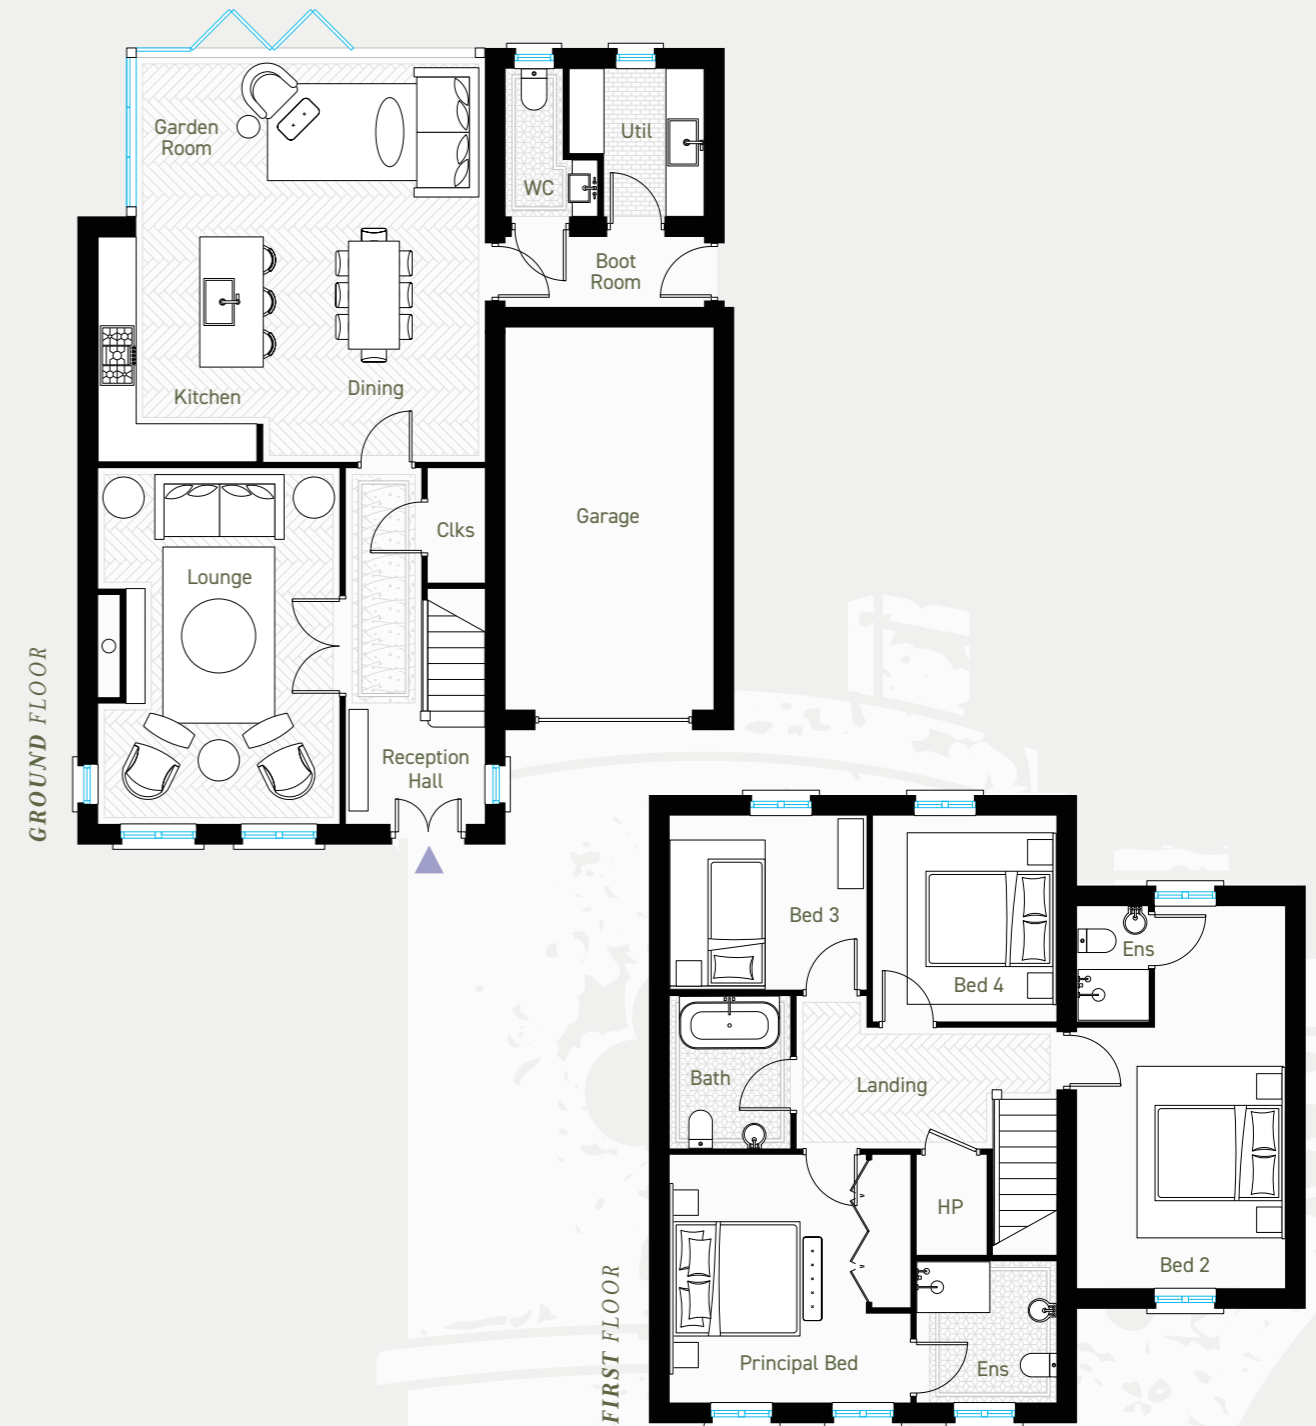 Garden
Room
Util
WC
Boot
Room
Kitchen
Dining
Garage
Clks
Lounge
Reception
Hall
GROUND FLOOR
Bed 3
Bed 4
Ens
Bath
Landing
HP
Bed 2
Principal Bed
Ens
FIRST FLOOR